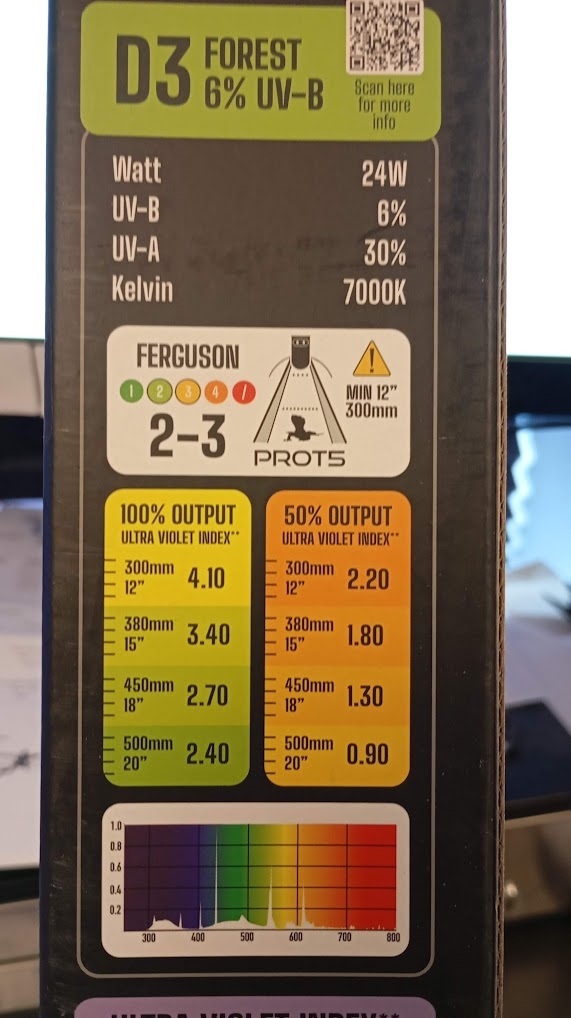 D3 FOREST
6% UV-B
Scan here
for more
info
Watt 24W
UV-B 6%
UV-A 30%
Kelvin 7000K
FERGUSON
1 2 3 4 /
2-3
PROT5
!
MIN 12"
300mm
100% OUTPUT
ULTRA VIOLET INDEX**
300mm
12" 4.10
380mm
15" 3.40
450mm
18" 2.70
500mm
20" 2.40
50% OUTPUT
ULTRA VIOLET INDEX**
300mm
12" 2.20
380mm
15" 1.80
450mm
18" 1.30
500mm
20" 0.90
1.0
0.8
0.6
0.4
0.2
300 400 500 600 700 800
ULTRA VIOLET INDEX**